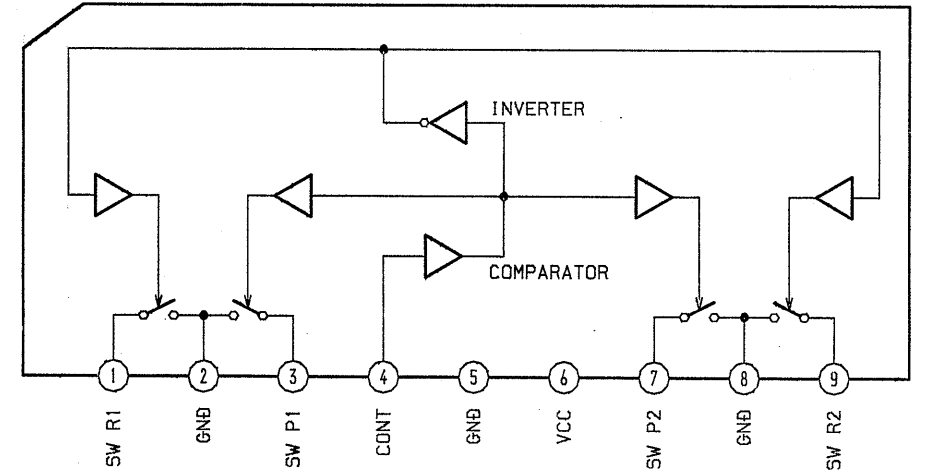 INVERTER
COMPARATOR
1 2 3 4 5 6 7 8 9
SW R1
GND
SW P1
CONT
GND
VCC
SW P2
GND
SW R2